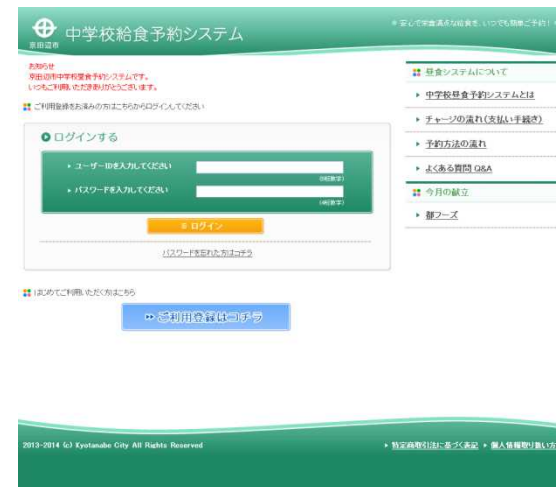 京田辺市
中学校給食予約システム
※ 安心で栄養満点な給食を、いつでも簡単ご予約！
お知らせ
京田辺市中学校昼食予約システムです。
いつもご利用いただきありがとうございます。
ご利用登録をお済みの方はこちらからログインしてください
ログインする
ユーザーIDを入力してください
パスワードを入力してください
ログイン
パスワードを忘れた方はコチラ
はじめてご利用いただく方はこちら
ご利用登録はコチラ
昼食システムについて
中学校昼食予約システムとは
チャージの流れ(支払い手続き)
予約方法の流れ
よくある質問 Q&A
今月の献立
都フーズ
2013-2014 (c) Kyotanabe City All Rights Reserved
特定商取引法に基づく表記
個人情報取り扱い方